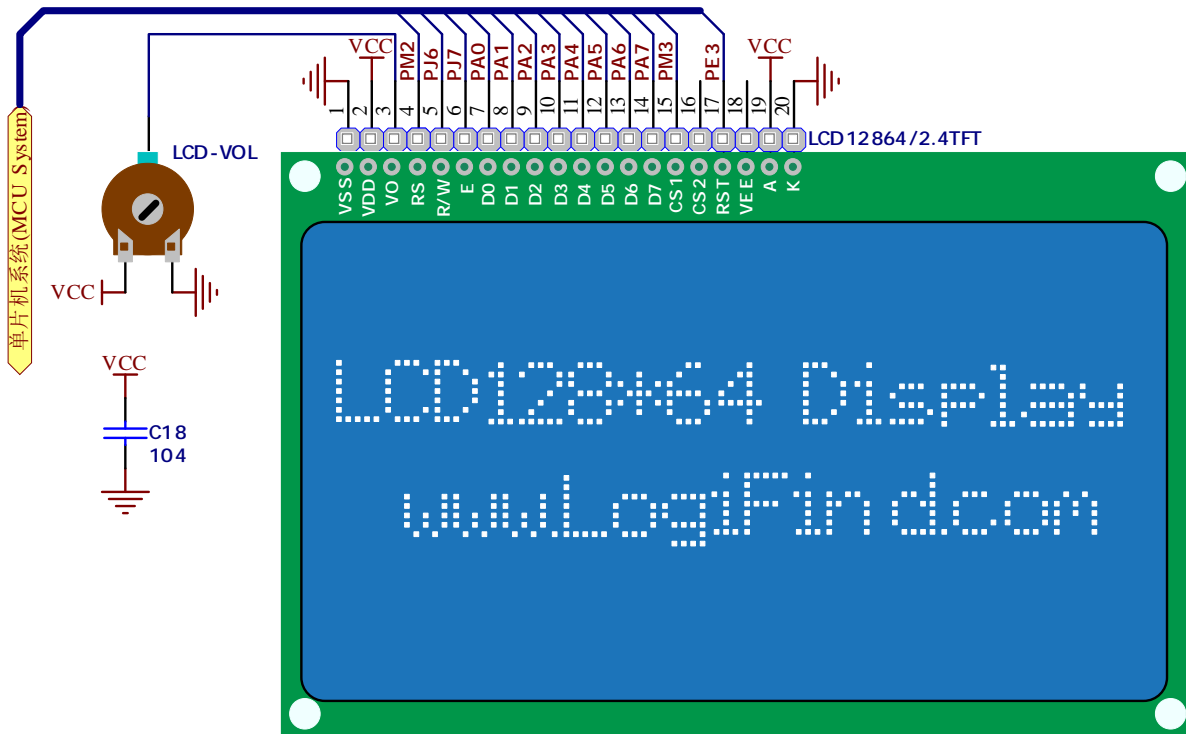 VCC
PM2
PJ6
PJ7
PA0
PA1
PA2
PA3
PA4
PA5
PA6
PA7
PM3
PE3
VCC
1
2
3
4
5
6
7
8
9
10
11
12
13
14
15
16
17
18
19
20
LCD12864/2.4TFT
单片机系统(MCU System
LCD-VOL
VSS
VDD
VO
RS
R/W
E
D0
D1
D2
D3
D4
D5
D6
D7
CS1
CS2
RST
VEE
A
K
VCC
VCC
C18
104
LCD128*64 Display
www.LogiFind.com